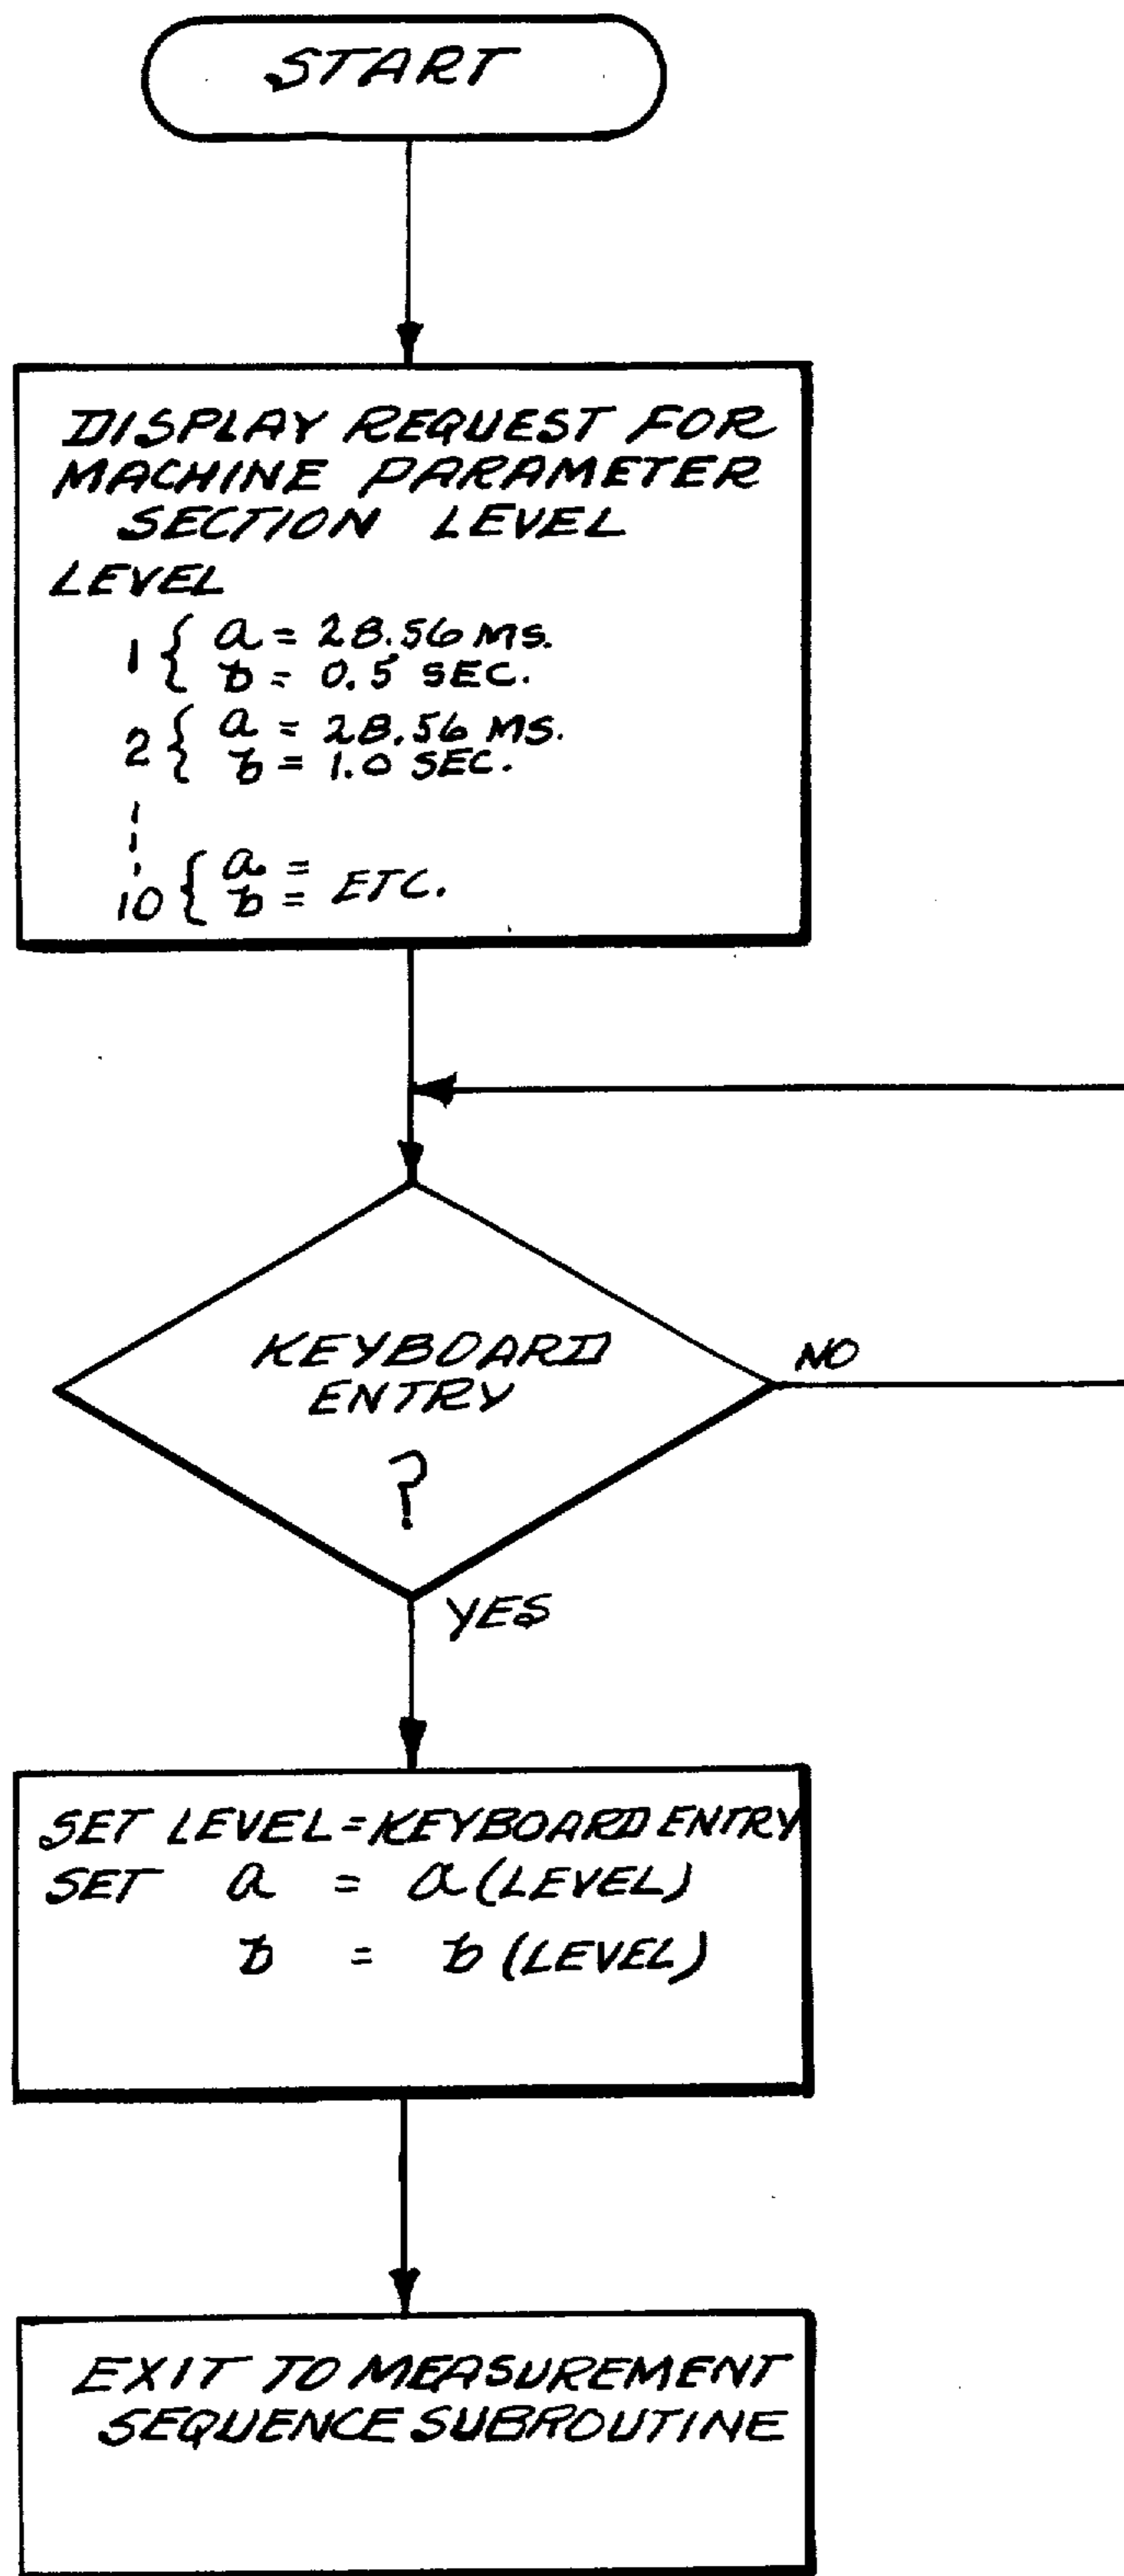 START
DISPLAY REQUEST FOR
MACHINE PARAMETER
SECTION LEVEL
LEVEL
1 { a = 28.56 MS.
b = 0.5 SEC.
2 { a = 28.56 MS.
b = 1.0 SEC.
10 { a =
b = ETC.
KEYBOARD
ENTRY
?
NO
YES
SET LEVEL=KEYBOARD ENTRY
SET a = a (LEVEL)
b = b (LEVEL)
EXIT TO MEASUREMENT
SEQUENCE SUBROUTINE